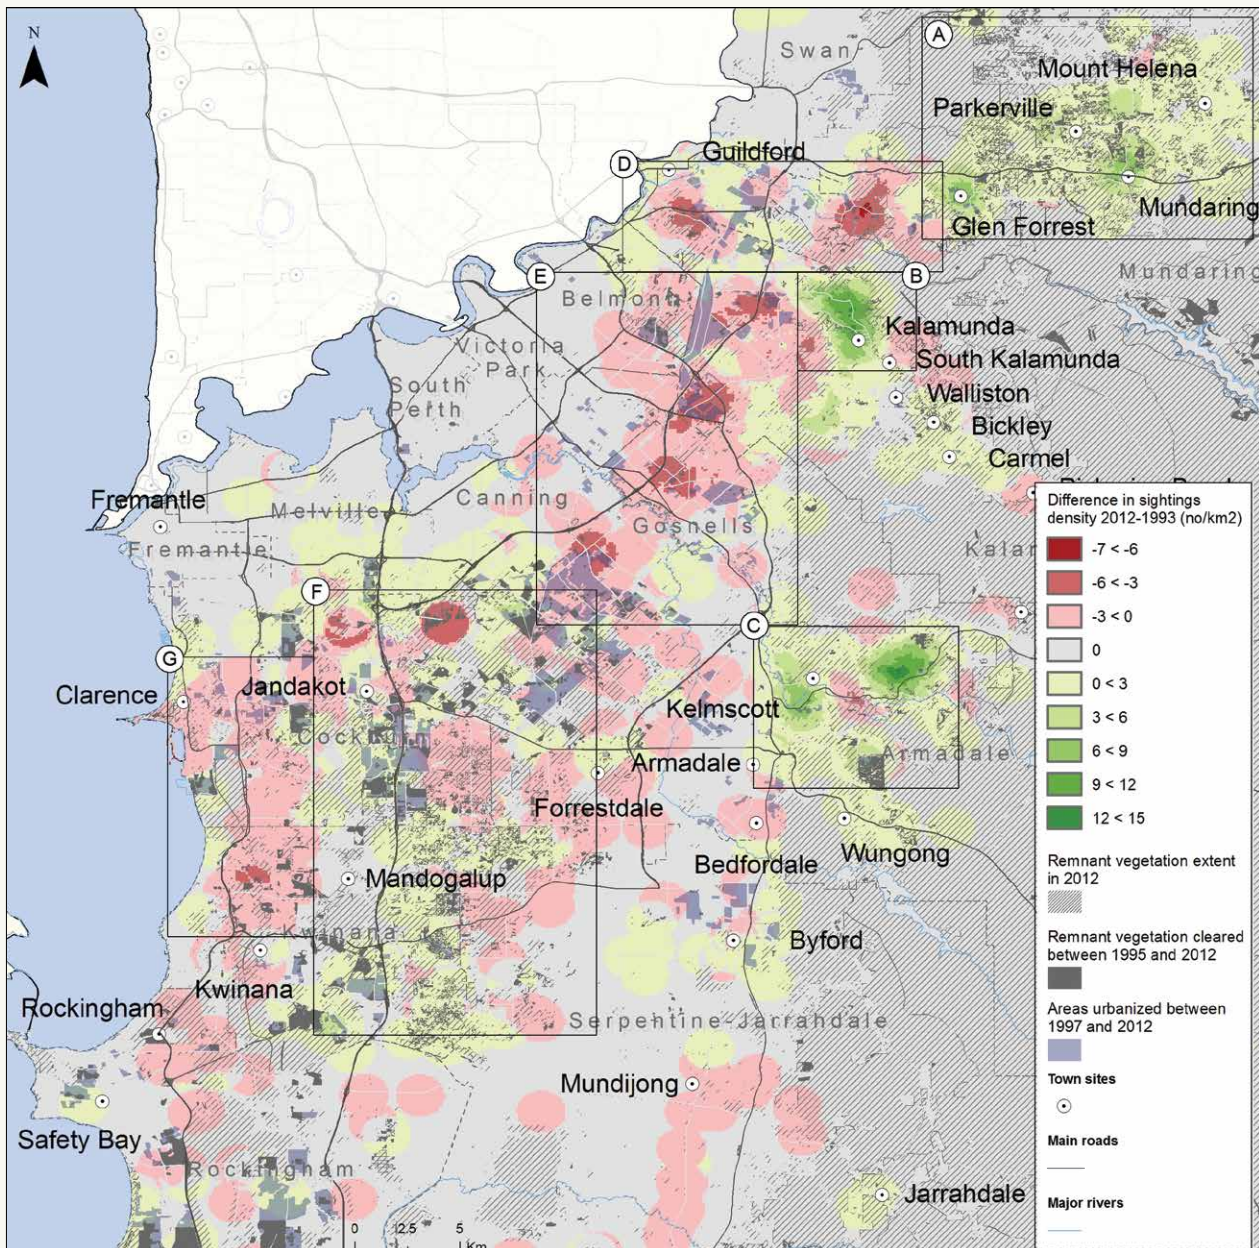 N
Swan
A
Mount Helena
Parkerville
D
Guildford
Glen Forrest
Mundaring
E
B
Mundaring
Belmont
Kalamunda
Victoria
Park
South Kalamunda
South
Perth
Walliston
Bickley
Carmel
Fremantle
Canning
Melville
Gosnells
Fremantle
F
C
G
Clarence
Jandakot
Kelmscott
Cockburn
Armadale
Armadale
Forrestdale
Bedfordale
Wungong
Mandogalup
Kwinana
Byford
Kwinana
Rockingham
Serpentine-Jarrahdale
Mundijong
Safety Bay
Rockingham
Jarrahdale
0 2.5 5
Km
Difference in sightings
density 2012-1993 (no/km2)
-7 < -6
-6 < -3
-3 < 0
0
0 < 3
3 < 6
6 < 9
9 < 12
12 < 15
Remnant vegetation extent
in 2012
Remnant vegetation cleared
between 1995 and 2012
Areas urbanized between
1997 and 2012
Town sites
Main roads
Major rivers